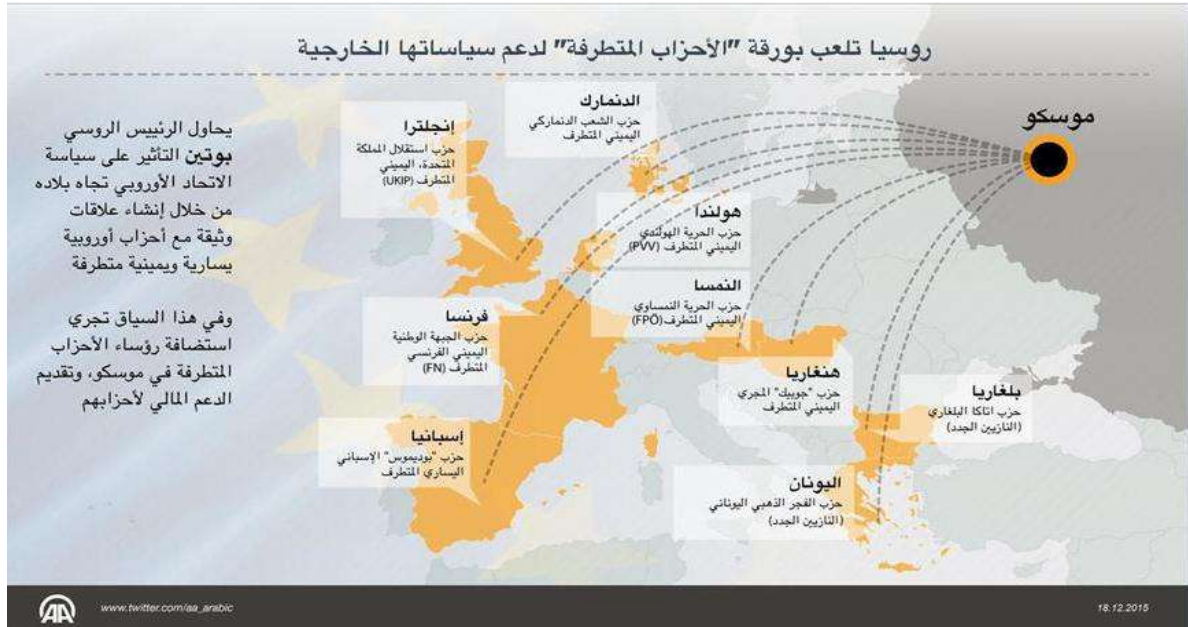 روسيا تلعب بورقة "الأحزاب المتطرفة" لدعم سياساتها الخارجية
موسكو
يحاول الرئيس الروسي
بوتين التأثير على سياسة
الاتحاد الأوروبي تجاه بلاده
من خلال إنشاء علاقات
وثيقة مع أحزاب أوروبية
يسارية ويمينية متطرفة
وفي هذا السياق تجري
استضافة رؤساء الأحزاب
المتطرفة في موسكو، وتقديم
الدعم المالي لأحزابهم
الدنمارك
حزب الشعب الدنماركي
اليميني المتطرف
إنجلترا
حزب استقلال المملكة
المتحدة، اليميني
المتطرف (UKIP)
هولندا
حزب الحرية الهولندي
اليميني المتطرف (PVV)
النمسا
حزب الحرية النمساوي
اليميني المتطرف(FPÖ)
فرنسا
حزب الجبهة الوطنية
اليميني الفرنسي
المتطرف (FN)
هنغاريا
حزب "جوبيك" المجري
اليميني المتطرف
بلغاريا
حزب اتاكا البلغاري
(النازيين الجدد)
إسبانيا
حزب "بوديموس" الإسباني
اليساري المتطرف
اليونان
حزب الفجر الذهبي اليوناني
(النازيين الجدد)
AA
www.twitter.com/aa_arabic
18.12.2015